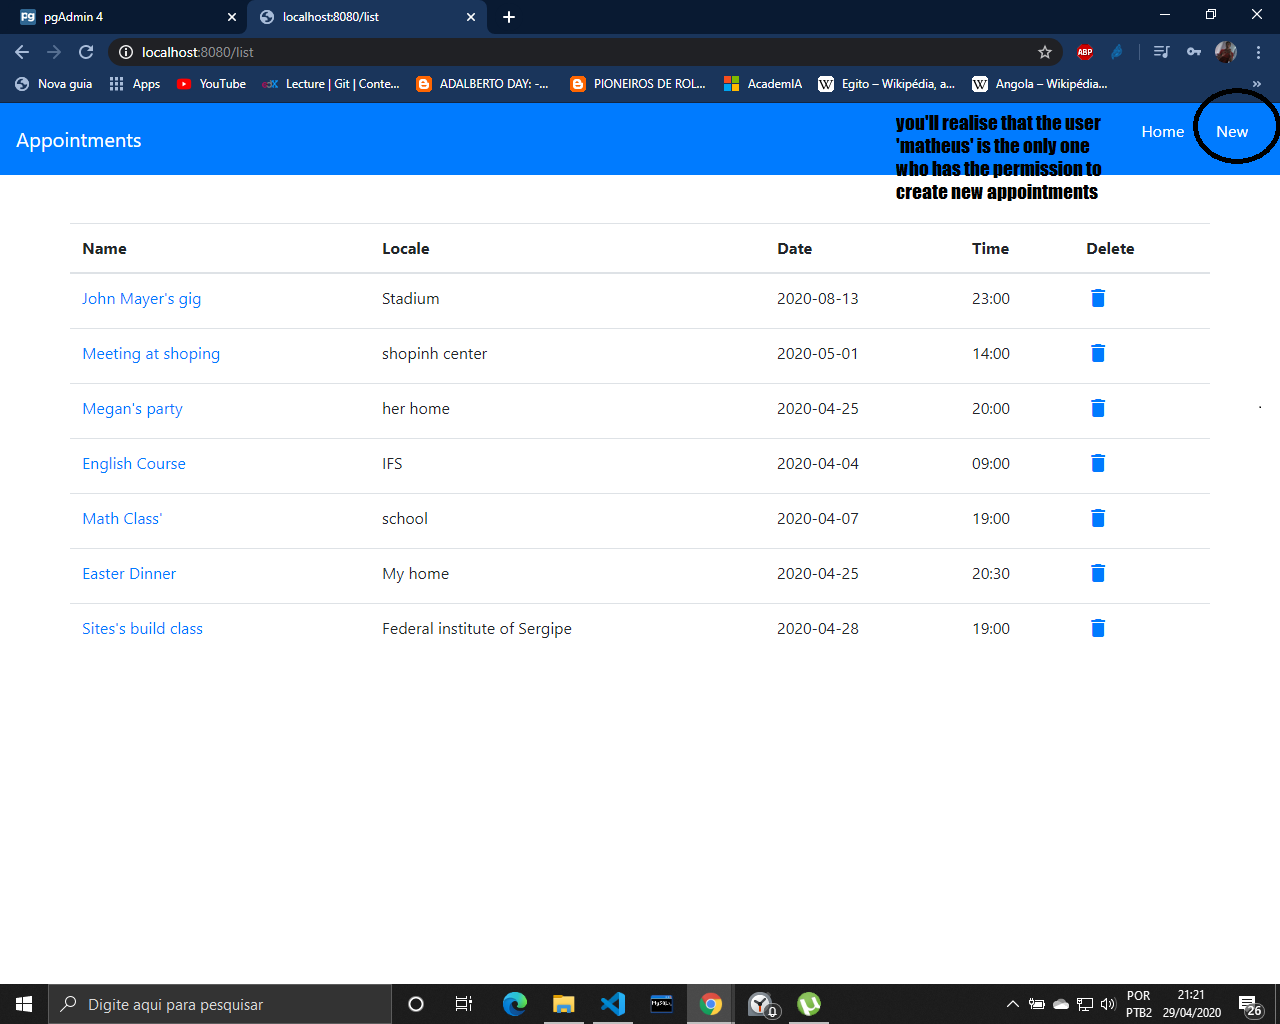 pgAdmin 4
localhost:8080/list
localhost:8080/list
ABP
Nova guia
Apps
YouTube
Lecture | Git | Conte...
ADALBERTO DAY: -...
PIONEIROS DE ROL...
AcademIA
W Egito – Wikipédia, a...
W Angola – Wikipédia...
»
Appointments
you'll realise that the user
'matheus' is the only one
who has the permission to
create new appointments
Home
New
Name Locale Date Time Delete
John Mayer's gig Stadium 2020-08-13 23:00
Meeting at shoping shopinh center 2020-05-01 14:00
Megan's party her home 2020-04-25 20:00
English Course IFS 2020-04-04 09:00
Math Class' school 2020-04-07 19:00
Easter Dinner My home 2020-04-25 20:30
Sites's build class Federal institute of Sergipe 2020-04-28 19:00
Digite aqui para pesquisar
MySQL
POR
PTB2
21:21
29/04/2020
26